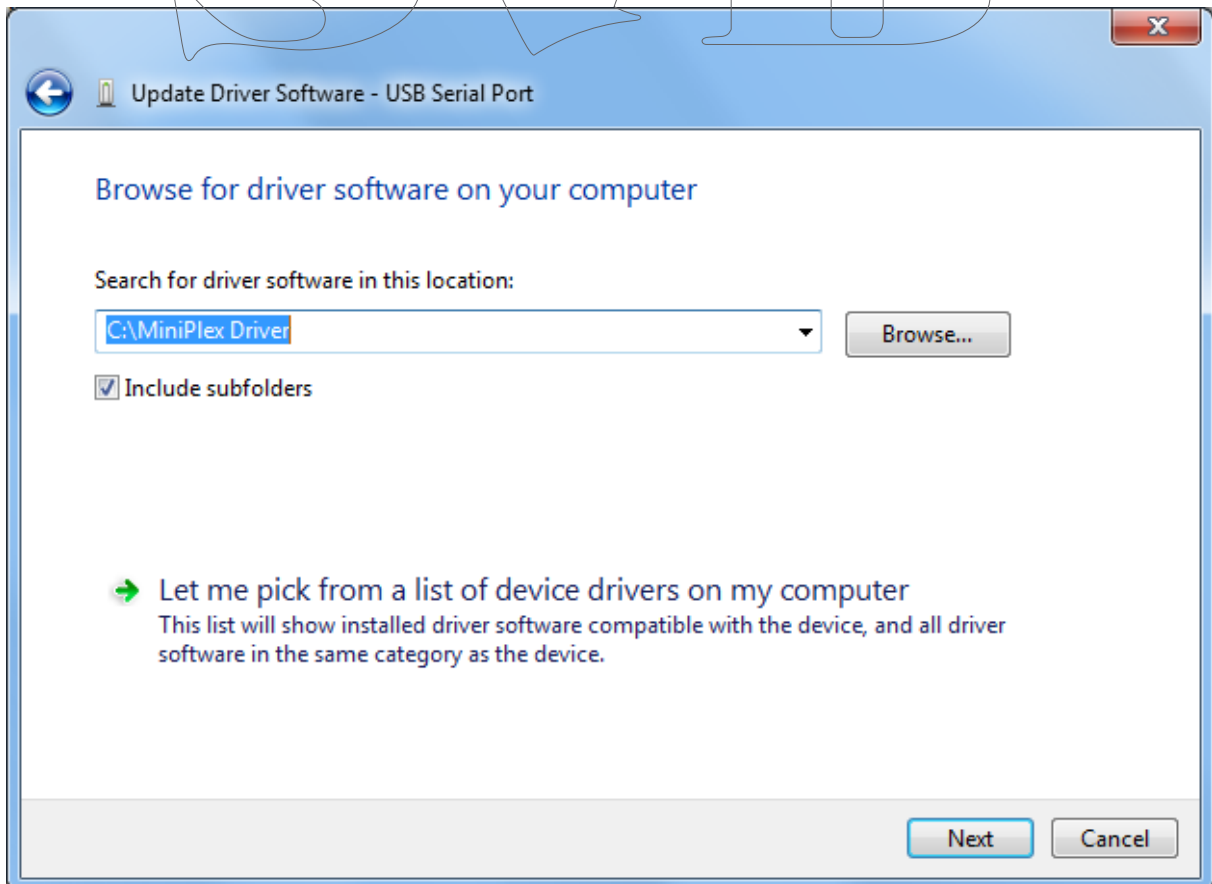 Update Driver Software - USB Serial Port
Browse for driver software on your computer
Search for driver software in this location:
C:\MiniPlex Driver
Browse...
Include subfolders
Let me pick from a list of device drivers on my computer
This list will show installed driver software compatible with the device, and all driver
software in the same category as the device.
Next
Cancel